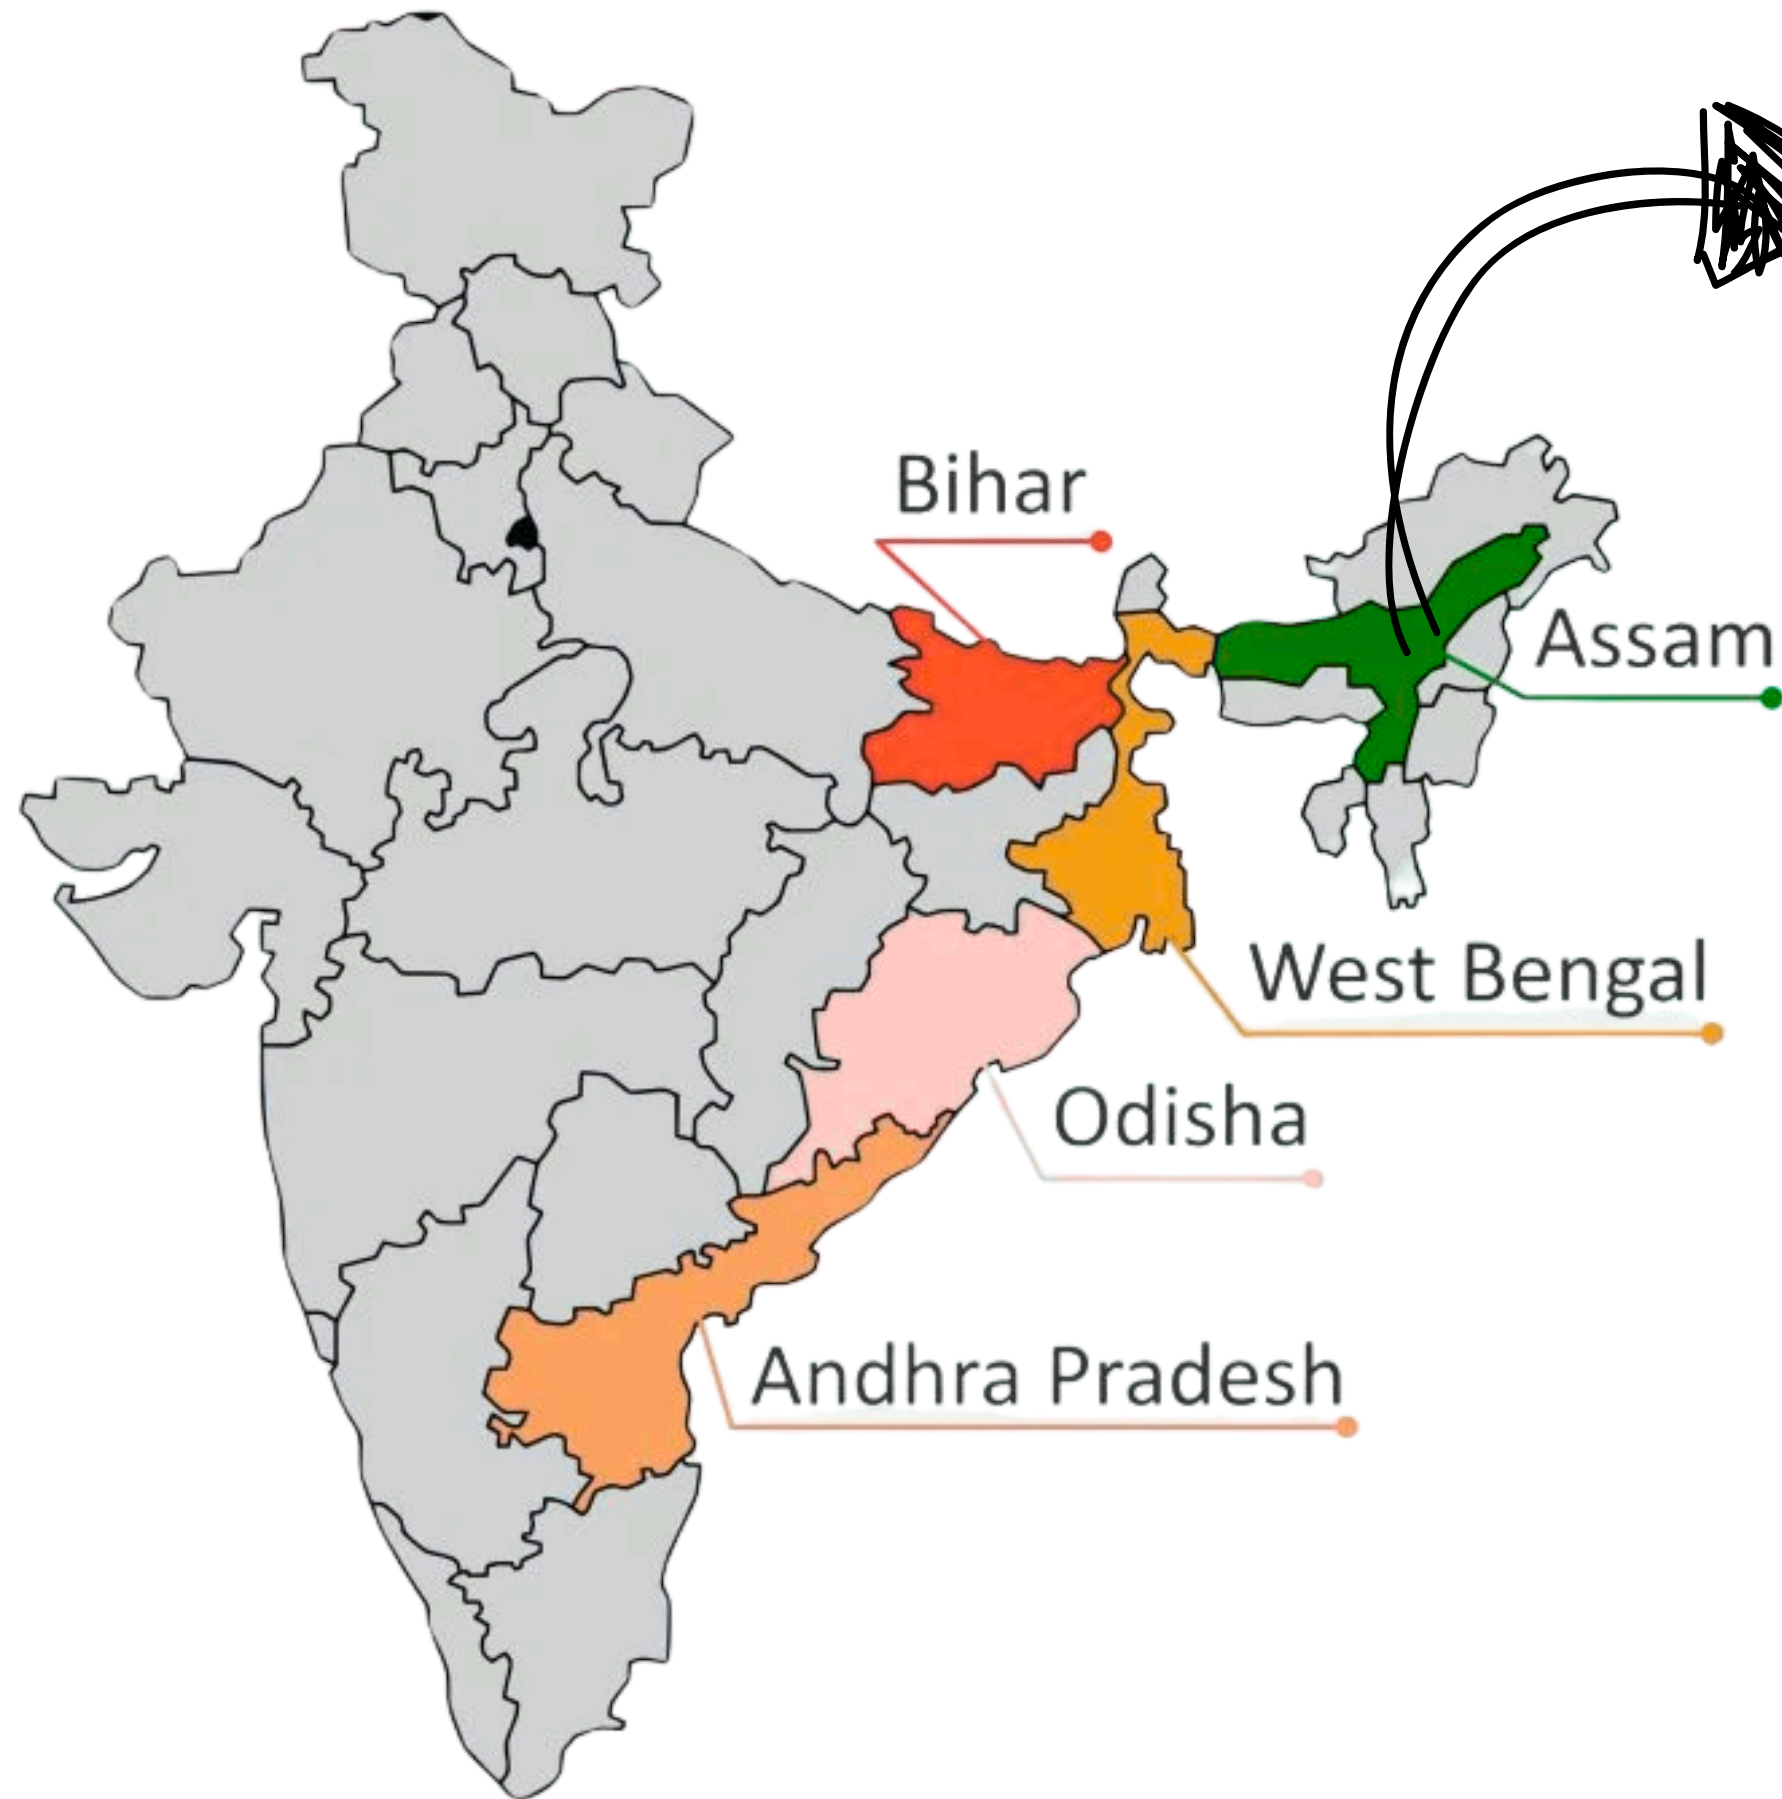 Bihar
Assam
West Bengal
Odisha
Andhra Pradesh